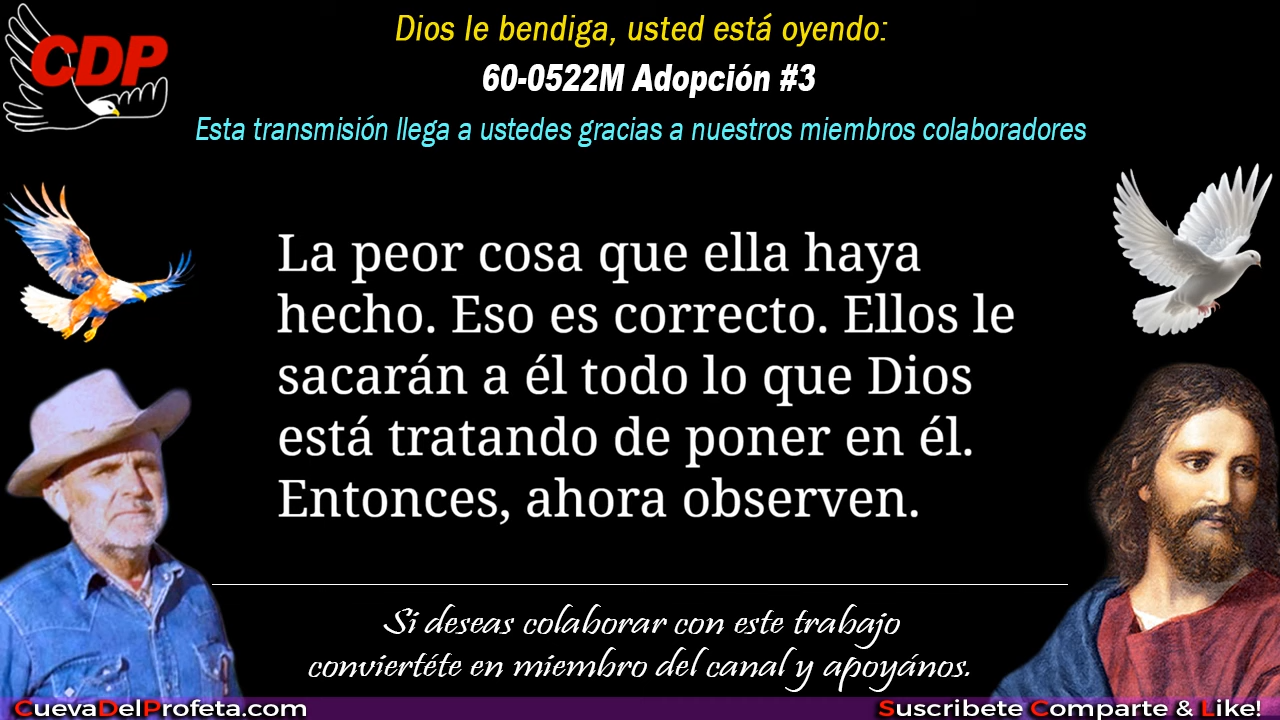 CDP
Dios le bendiga, usted está oyendo:
60-0522M Adopción #3
Esta transmisión llega a ustedes gracias a nuestros miembros colaboradores
La peor cosa que ella haya
hecho. Eso es correcto. Ellos le
sacarán a él todo lo que Dios
está tratando de poner en él.
Entonces, ahora observen.
Si deseas colaborar con este trabajo
conviertéte en miembro del canal y apoyános.
CuevaDelProfeta.com
Suscribete Comparte & Like!